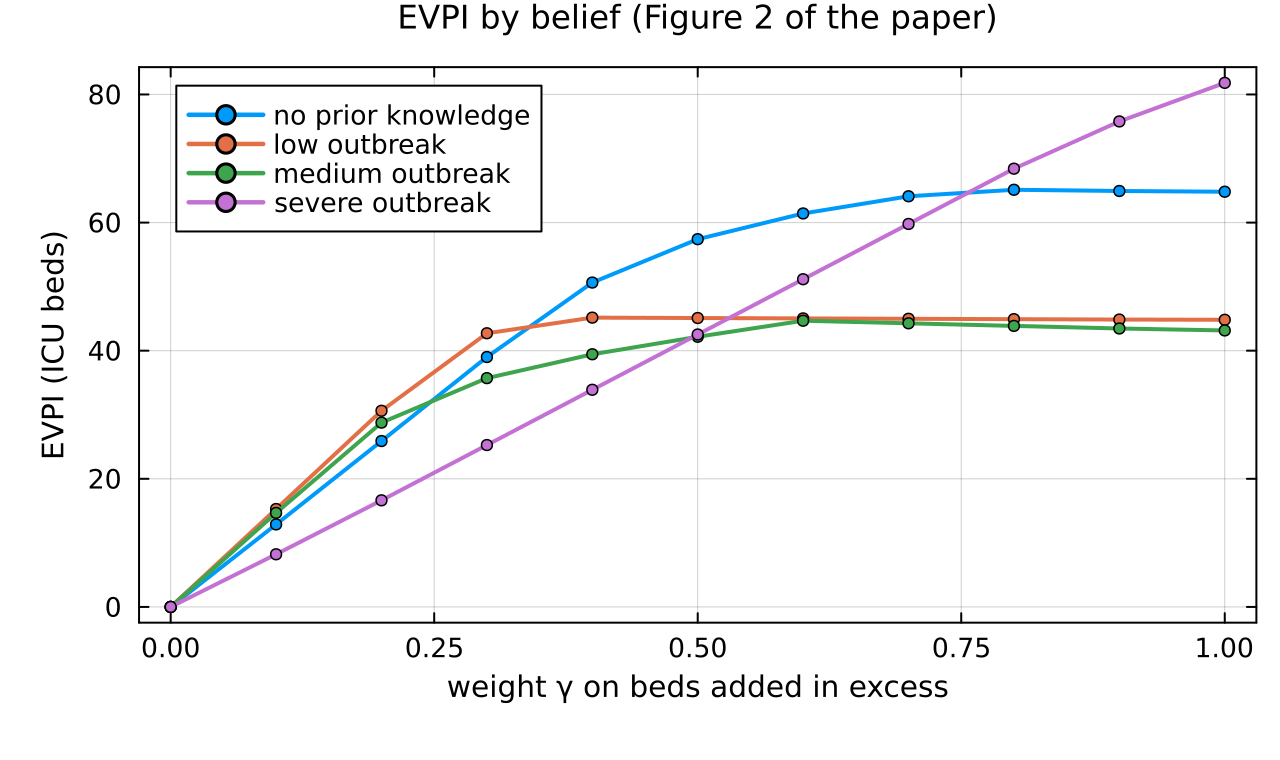 EVPI by belief (Figure 2 of the paper)
no prior knowledge
low outbreak
medium outbreak
severe outbreak
EVPI (ICU beds)
80
60
40
20
0
0.00 0.25 0.50 0.75 1.00
weight γ on beds added in excess